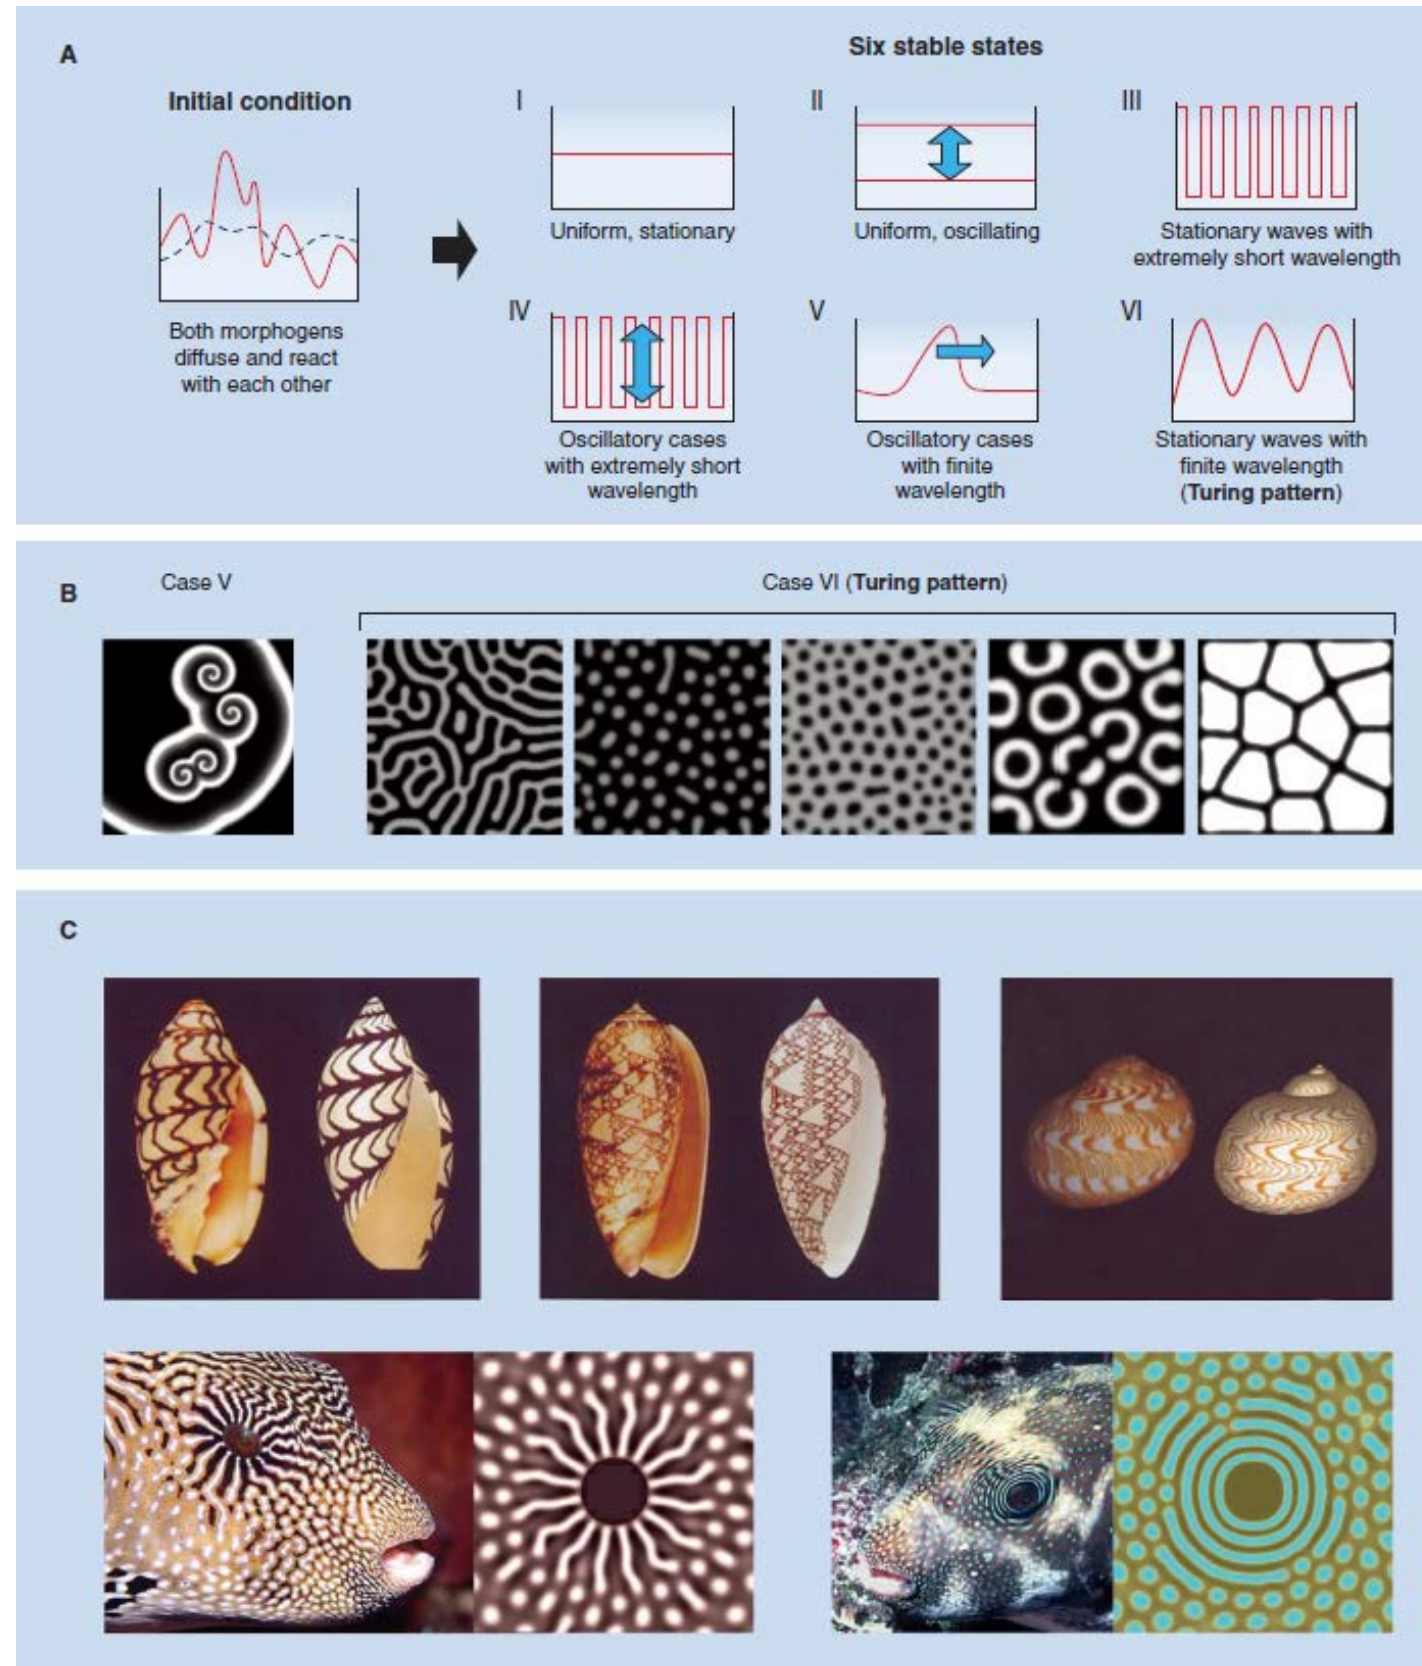 A
Six stable states
Initial condition
Both morphogens
diffuse and react
with each other
I
Uniform, stationary
II
Uniform, oscillating
III
Stationary waves with
extremely short wavelength
IV
Oscillatory cases
with extremely short
wavelength
V
Oscillatory cases
with finite
wavelength
VI
Stationary waves with
finite wavelength
(Turing pattern)
B
Case V
Case VI (Turing pattern)
C